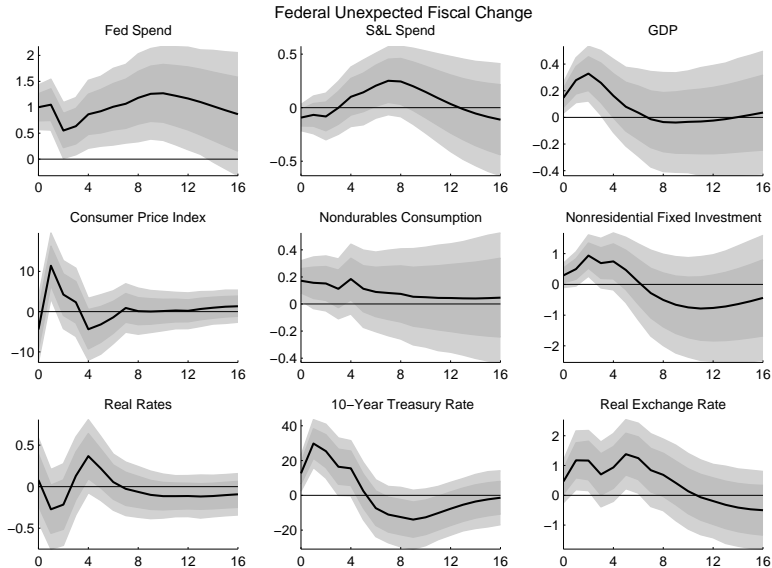 Federal Unexpected Fiscal Change
Fed Spend
2
1.5
1
0.5
0
0 4 8 12 16
S&L Spend
0.5
0
−0.5
0 4 8 12 16
GDP
0.4
0.2
0
−0.2
−0.4
0 4 8 12 16
Consumer Price Index
10
0
−10
0 4 8 12 16
Nondurables Consumption
0.4
0.2
0
−0.2
−0.4
0 4 8 12 16
Nonresidential Fixed Investment
1
0
−1
−2
0 4 8 12 16
Real Rates
0.5
0
−0.5
0 4 8 12 16
10−Year Treasury Rate
40
20
0
−20
0 4 8 12 16
Real Exchange Rate
2
1
0
−1
0 4 8 12 16